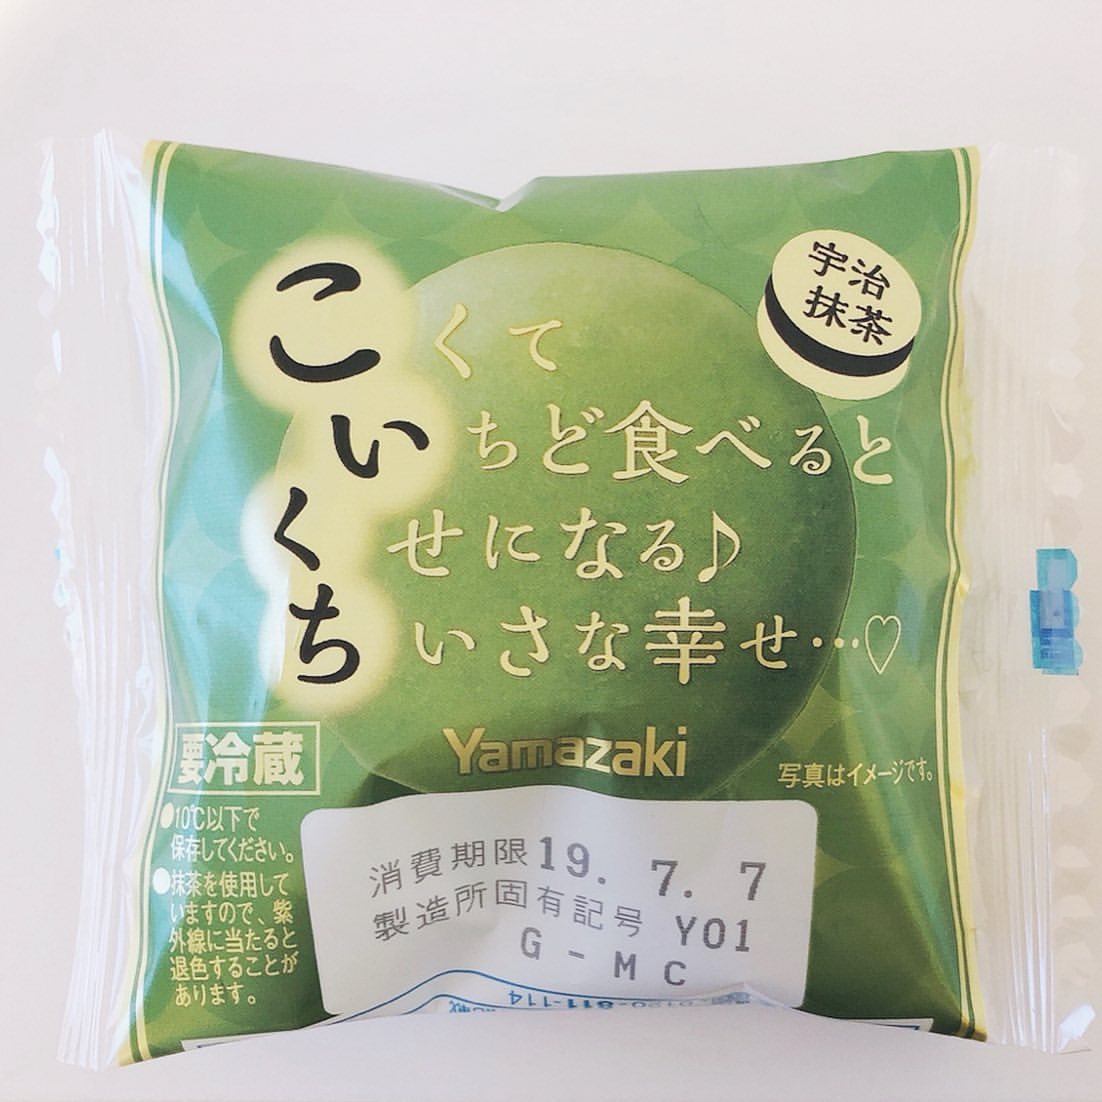 宇治
抹茶
こくて
いちど食べると
くせになる♪
ちいさな幸せ…♡
Yamazaki
要冷蔵
写真はイメージです。
●10℃以下で
保存してください。
●抹茶を使用して
いますので、紫
外線に当たると
退色することが
あります。
消費期限 19. 7. 7
製造所固有記号 Y01
G - M C
811-114